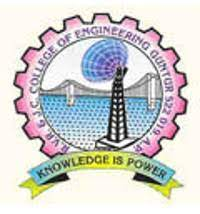 R.V.R. & J.C. COLLEGE OF ENGINEERING GUNTUR 522 019 A.P.
KNOWLEDGE IS POWER